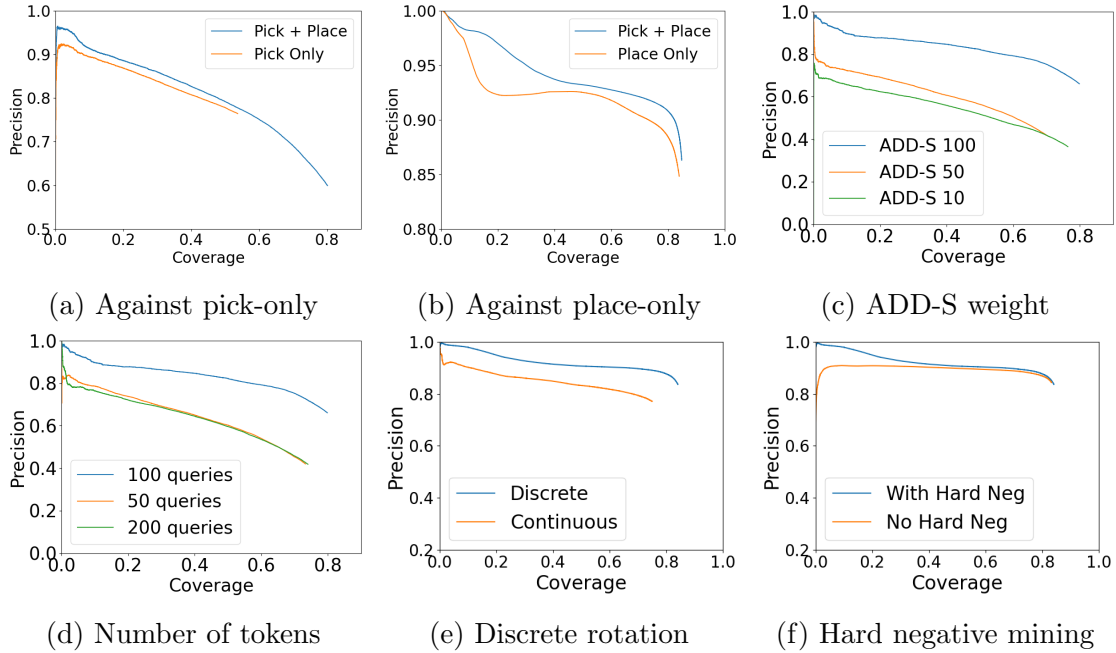 1.0
0.9
0.8
0.7
0.6
0.5
Precision
0.0 0.2 0.4 0.6 0.8
Coverage
Pick + Place
Pick Only
(a) Against pick-only
1.00
0.95
0.90
0.85
0.80
Precision
0.0 0.2 0.4 0.6 0.8 1.0
Coverage
Pick + Place
Place Only
(b) Against place-only
1.0
0.8
0.6
0.4
0.2
0.0
Precision
0.0 0.2 0.4 0.6 0.8
Coverage
ADD-S 100
ADD-S 50
ADD-S 10
(c) ADD-S weight
1.0
0.8
0.6
0.4
0.2
0.0
Precision
0.0 0.2 0.4 0.6 0.8
Coverage
100 queries
50 queries
200 queries
(d) Number of tokens
1.0
0.8
0.6
0.4
0.2
Precision
0.0 0.2 0.4 0.6 0.8 1.0
Coverage
Discrete
Continuous
(e) Discrete rotation
1.0
0.8
0.6
0.4
0.2
Precision
0.0 0.2 0.4 0.6 0.8 1.0
Coverage
With Hard Neg
No Hard Neg
(f) Hard negative mining